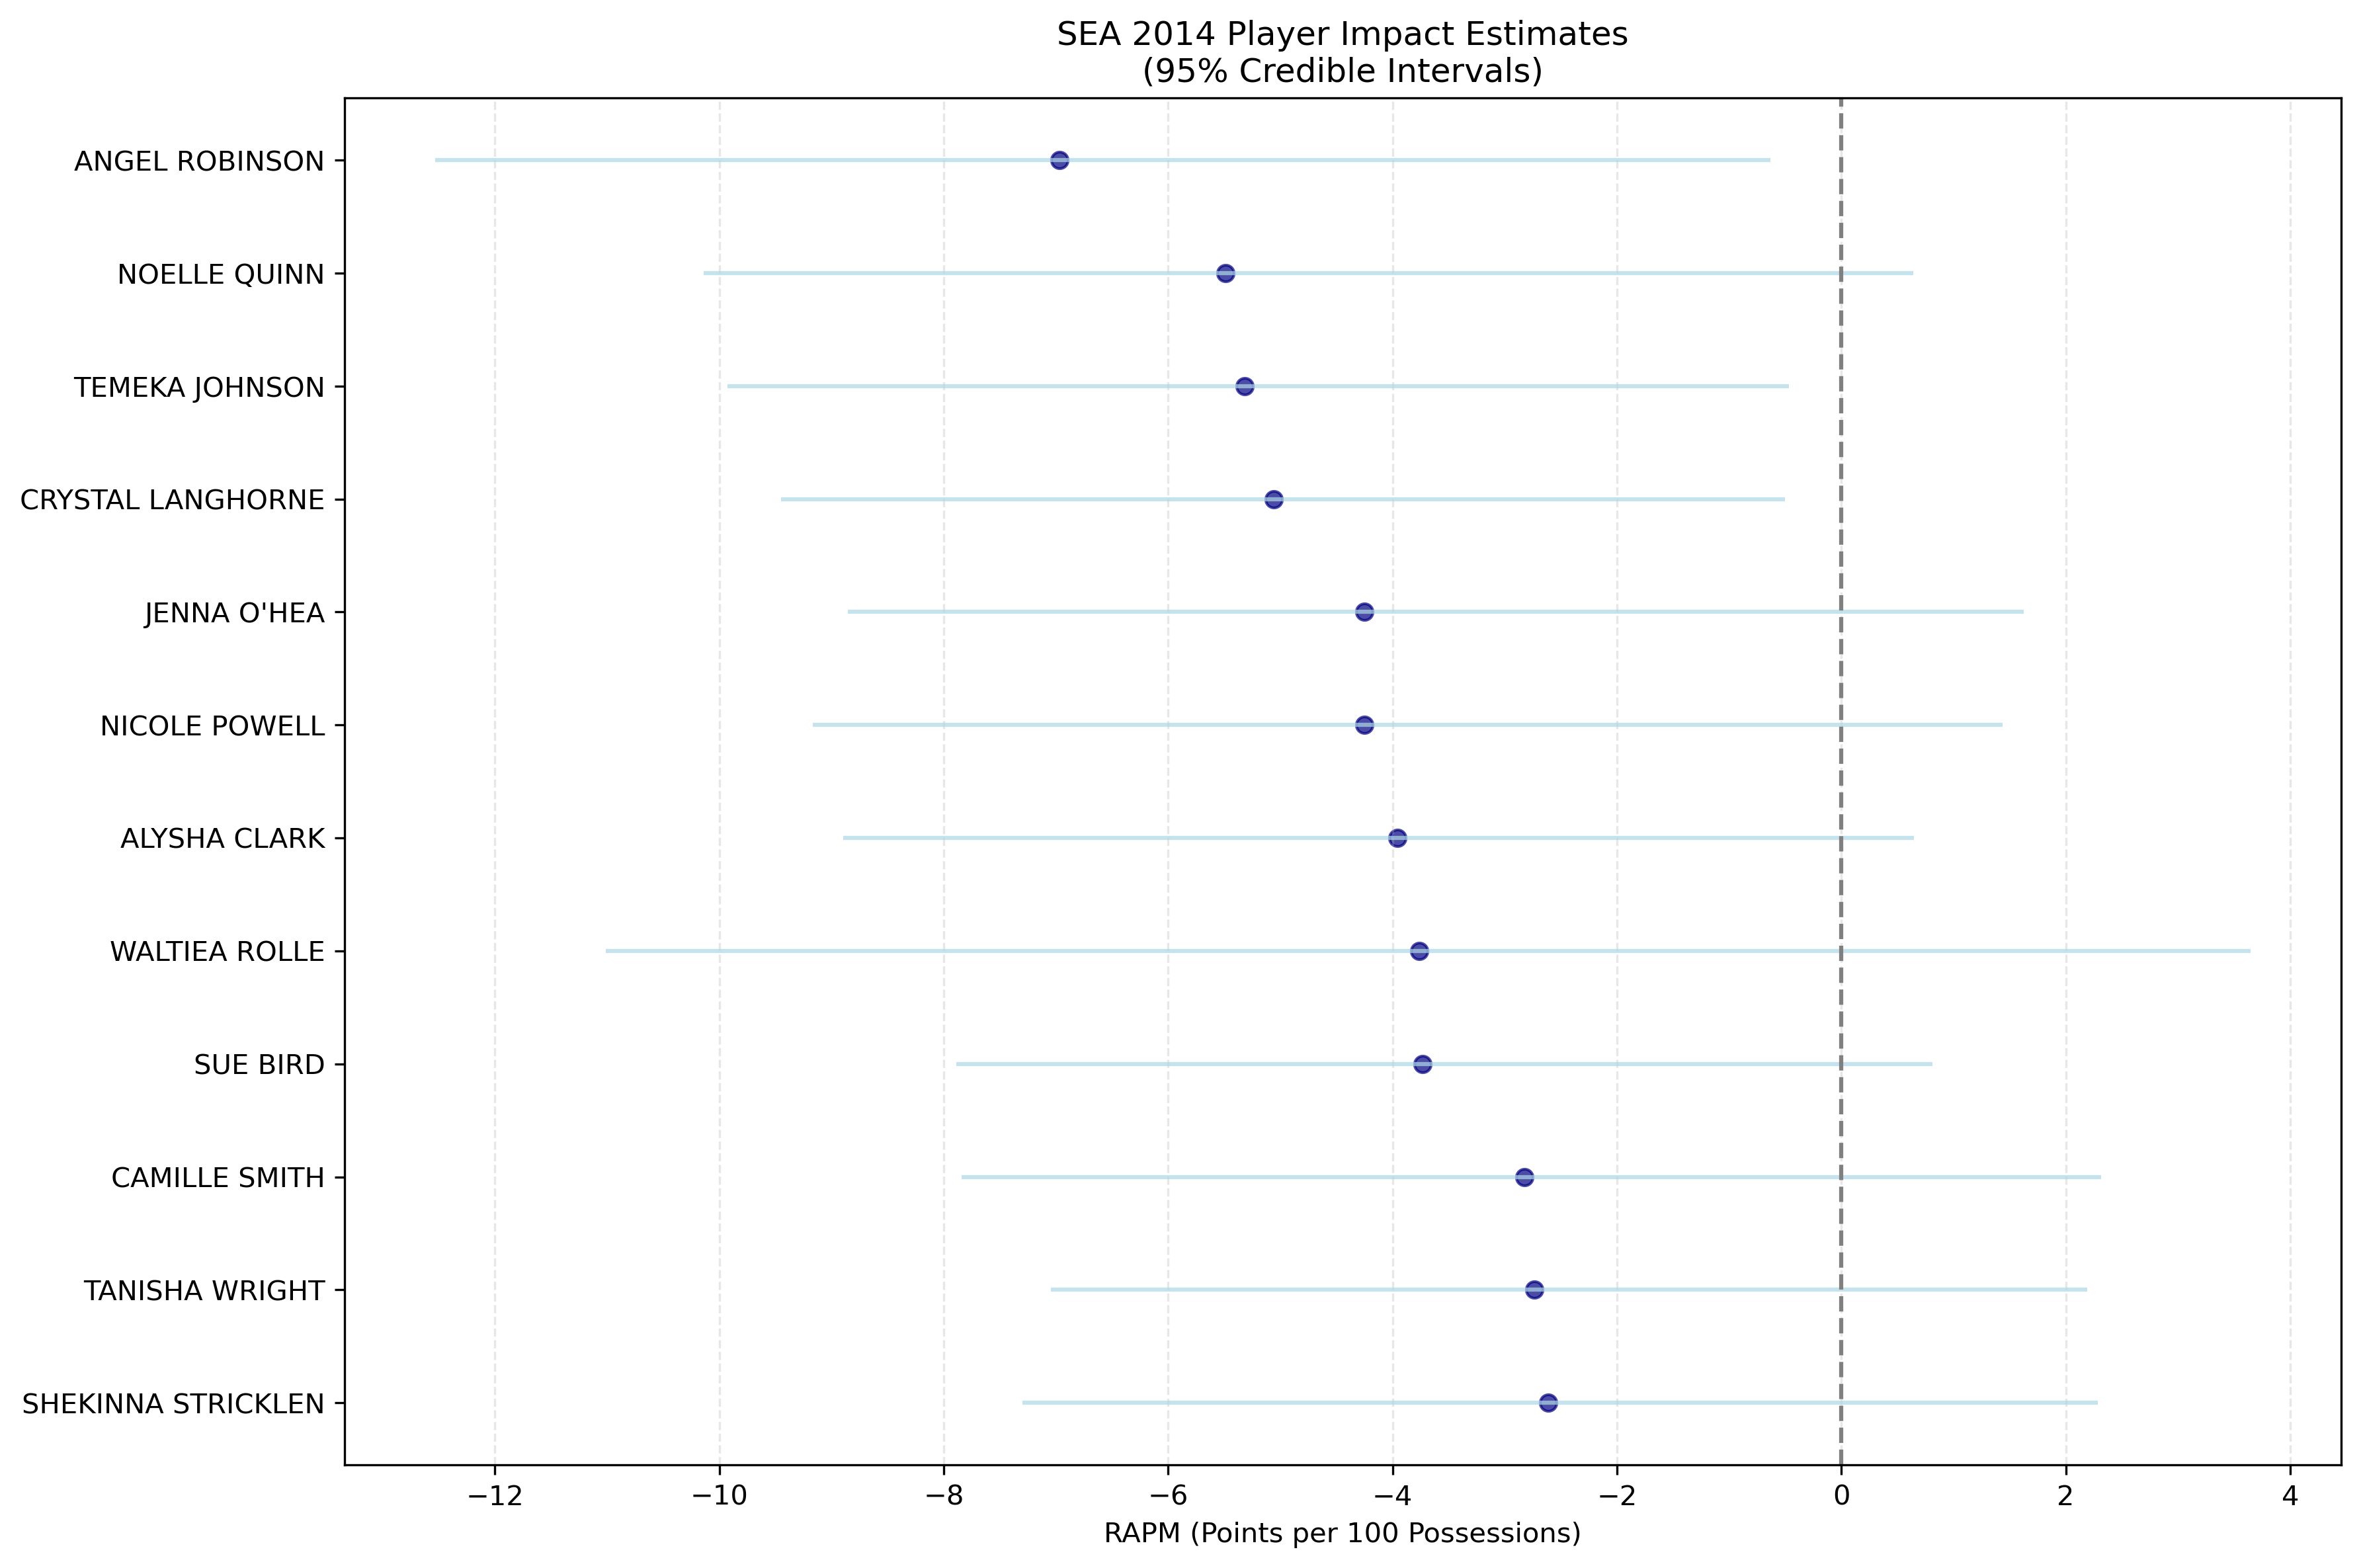 SEA 2014 Player Impact Estimates
(95% Credible Intervals)
ANGEL ROBINSON
NOELLE QUINN
TEMEKA JOHNSON
CRYSTAL LANGHORNE
JENNA O'HEA
NICOLE POWELL
ALYSHA CLARK
WALTIEA ROLLE
SUE BIRD
CAMILLE SMITH
TANISHA WRIGHT
SHEKINNA STRICKLEN
−12 −10 −8 −6 −4 −2 0 2 4
RAPM (Points per 100 Possessions)